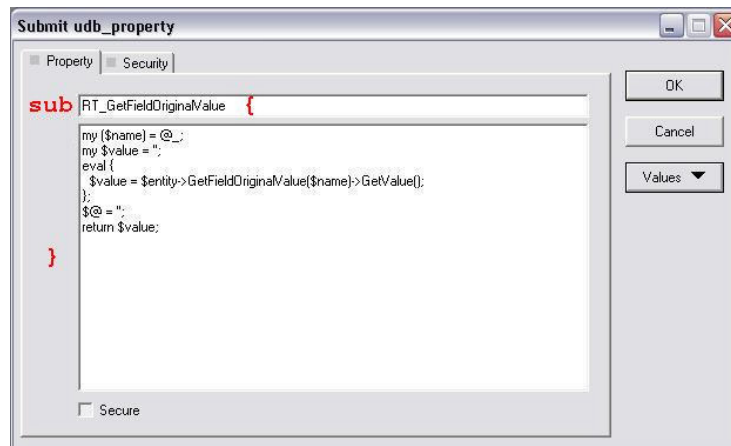 Submit udb_property
Property Security
OK
sub RT_GetFieldOriginalValue {
my ($name) = @_;
Cancel
my $value = '';
eval {
Values
$value = $entity->GetFieldOriginalValue($name)->GetValue();
};
$@ = '';
return $value;
}
Secure